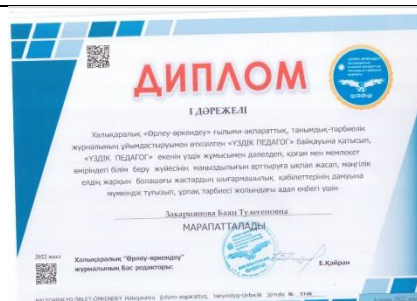 ДИПЛОМ
І ДӘРЕЖЕЛІ
Халықаралық «Өрлеу-өркендеу» ғылыми-ақпараттық, танымдық-тәрбиелік
журналының ұйымдастыруымен өткізілген «ҮЗДІК ПЕДАГОГ» байқауына қатысып,
«ҮЗДІК ПЕДАГОГ» екенін үздік жұмысымен дәлелдеп, қоғам мен мемлекет
өміріндегі білім беру жүйесінің маңыздылығын арттыруға ықпал жасап, мәңгілік
елдің жарқын болашағы жастардың шығармашылық қабілеттерінің дамуына
мүмкіндік туғызып, ұрпақ тәрбиесі жолындағы адал еңбегі үшін
Закариянова Баян Тулегеновна
МАРАПАТТАЛАДЫ
2022 жыл
Халықаралық "Өрлеу-өркендеу"
журналының Бас редакторы:
Е.Қайран